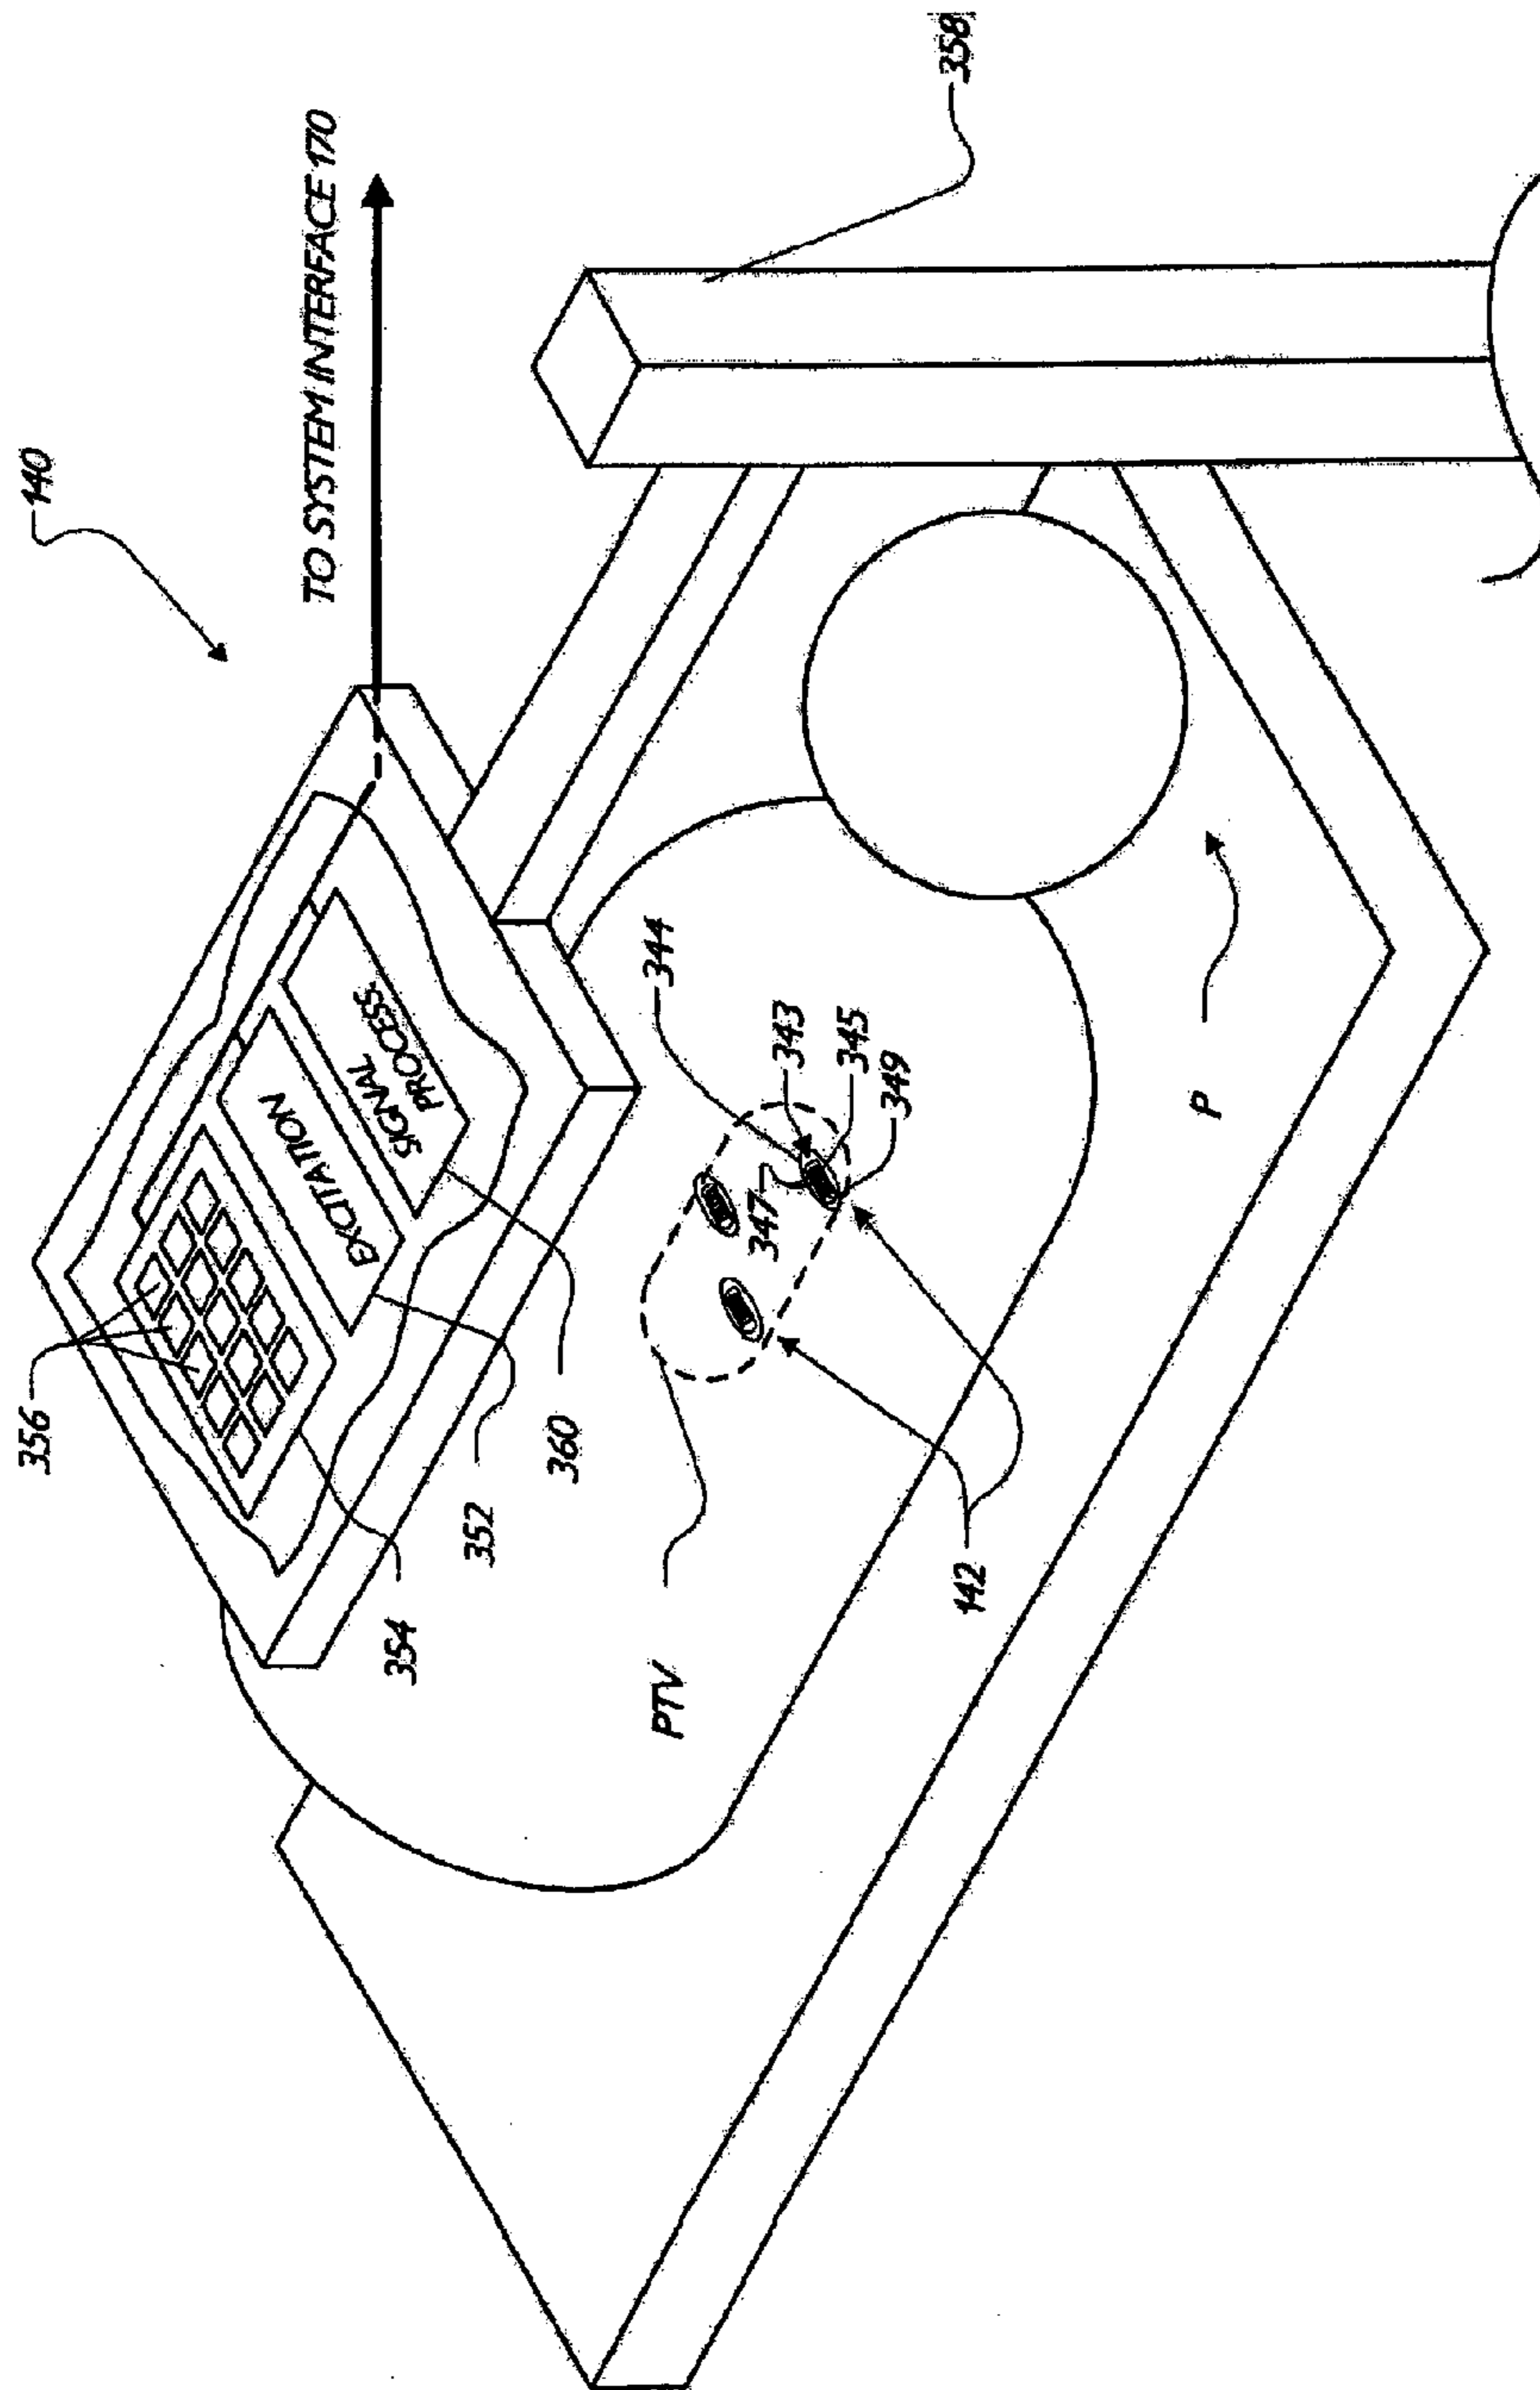 140
TO SYSTEM INTERFACE 170
358
356
EXCITATION
SIGNAL
PROCESS.
354
352
360
344
343
345
347
349
PTV
142
P